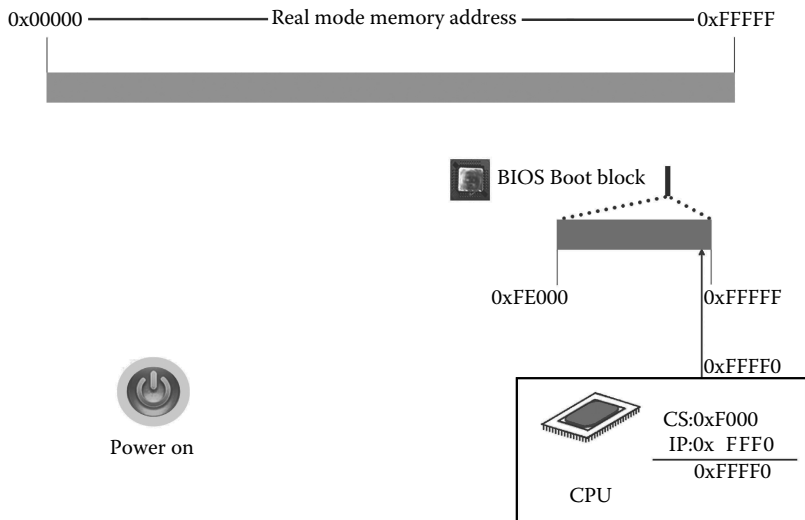 0x00000 Real mode memory address 0xFFFFF
BIOS Boot block
0xFE000 0xFFFFF
0xFFFF0
Power on
CS:0xF000
IP:0x FFF0
0xFFFF0
CPU